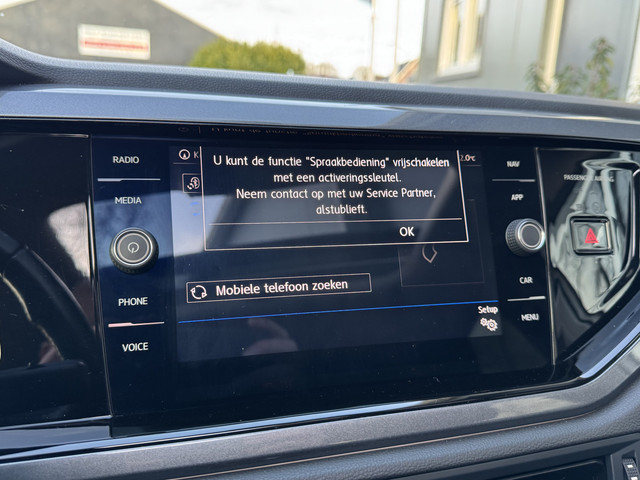 RADIO
MEDIA
PHONE
VOICE
U kunt de functie "Spraakbediening" vrijschakelen
met een activeringssleutel.
Neem contact op met uw Service Partner,
alstublieft.
OK
Mobiele telefoon zoeken
Setup
NAV
APP
CAR
MENU